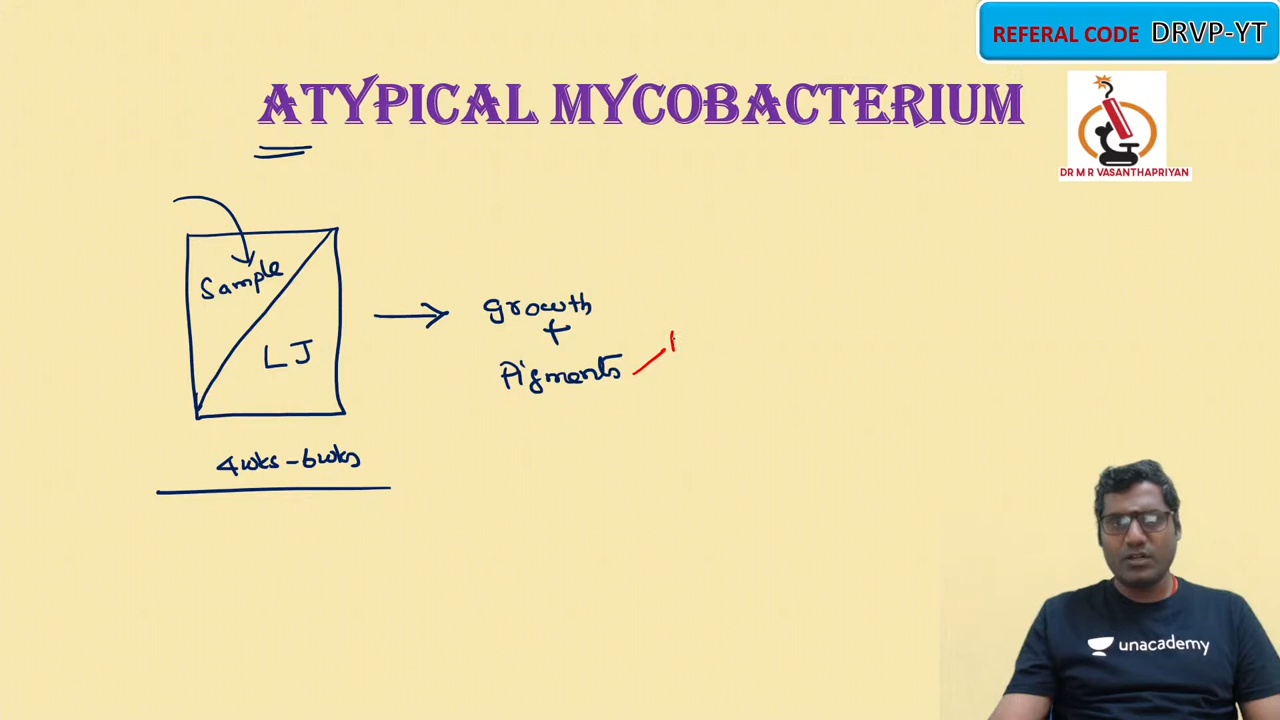 REFERAL CODE DRVP-YT
ATYPICAL MYCOBACTERIUM
DR M R VASANTHAPRIYAN
Sample
LJ
growth
+
Pigments
4wks-6wks
unacademy